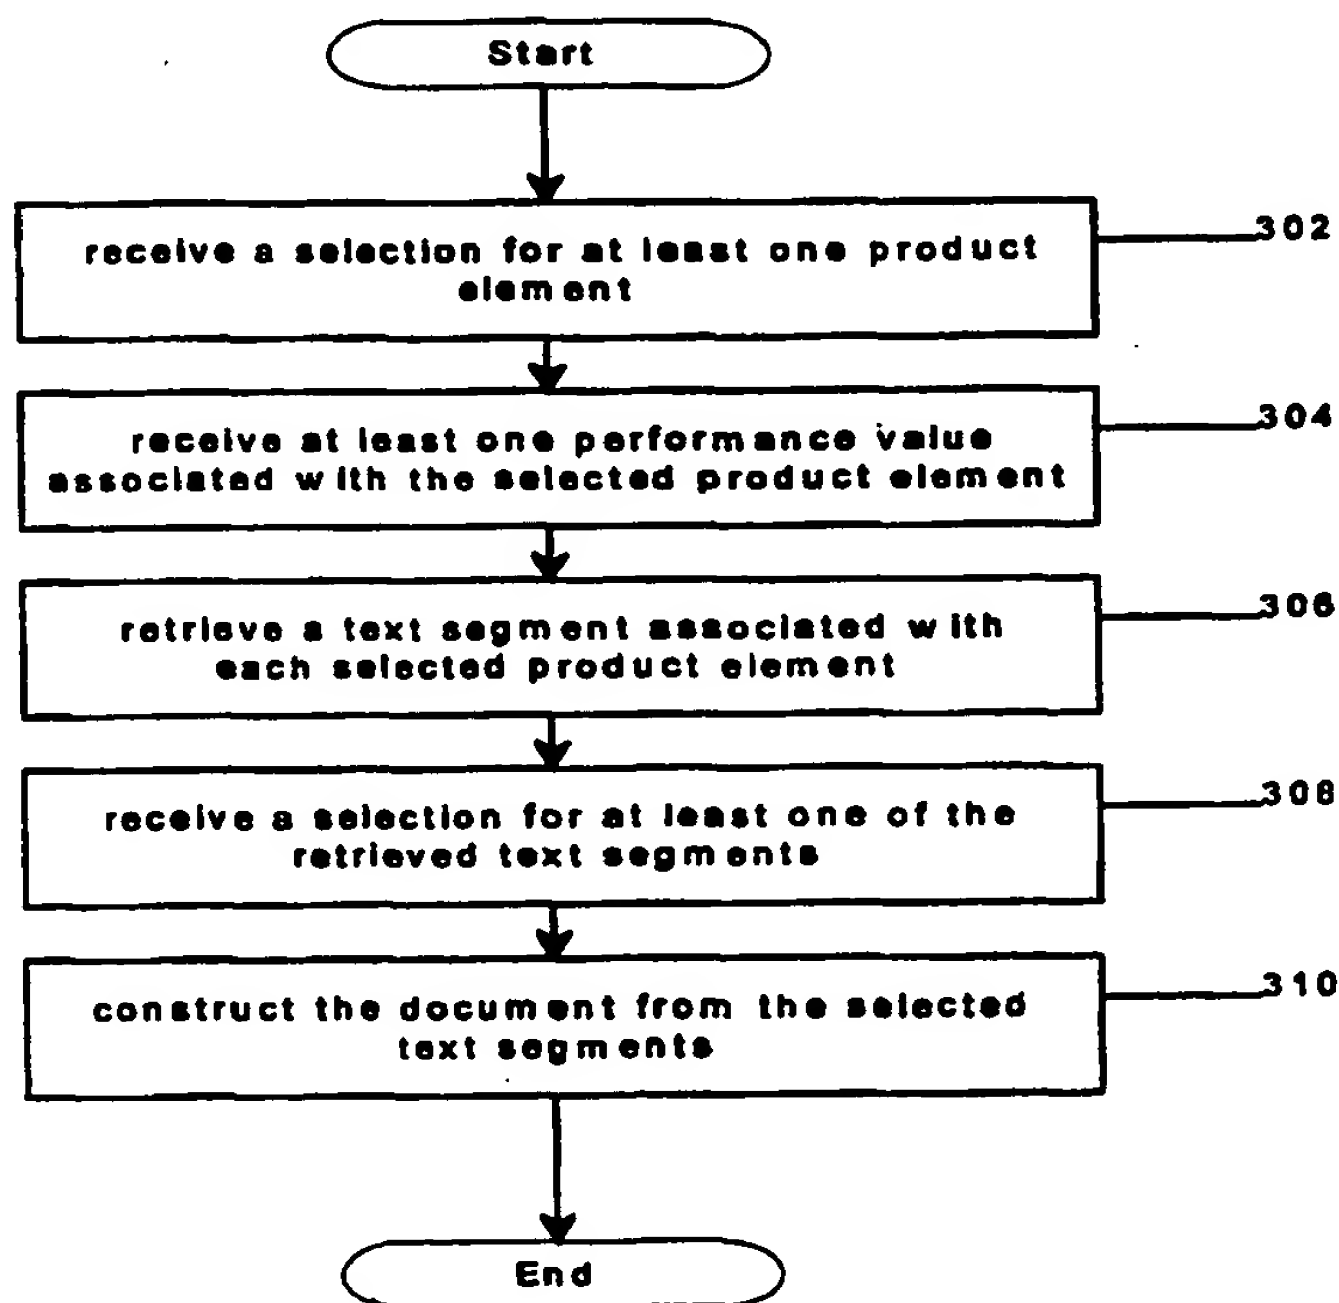 Start
receive a selection for at least one product
element
302
receive at least one performance value
associated with the selected product element
304
retrieve a text segment associated with
each selected product element
306
receive a selection for at least one of the
retrieved text segments
308
construct the document from the selected
text segments
310
End